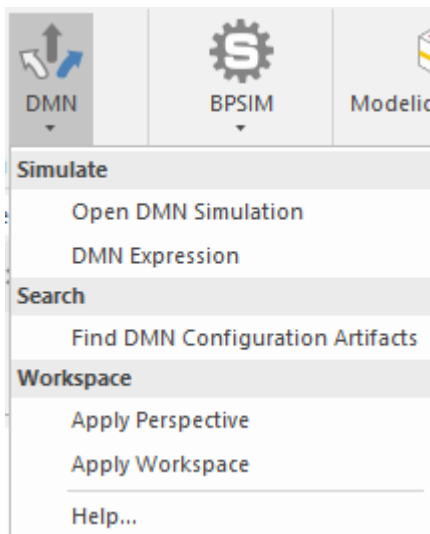 DMN
BPSIM
Modelic
Simulate
Open DMN Simulation
DMN Expression
Search
Find DMN Configuration Artifacts
Workspace
Apply Perspective
Apply Workspace
Help...